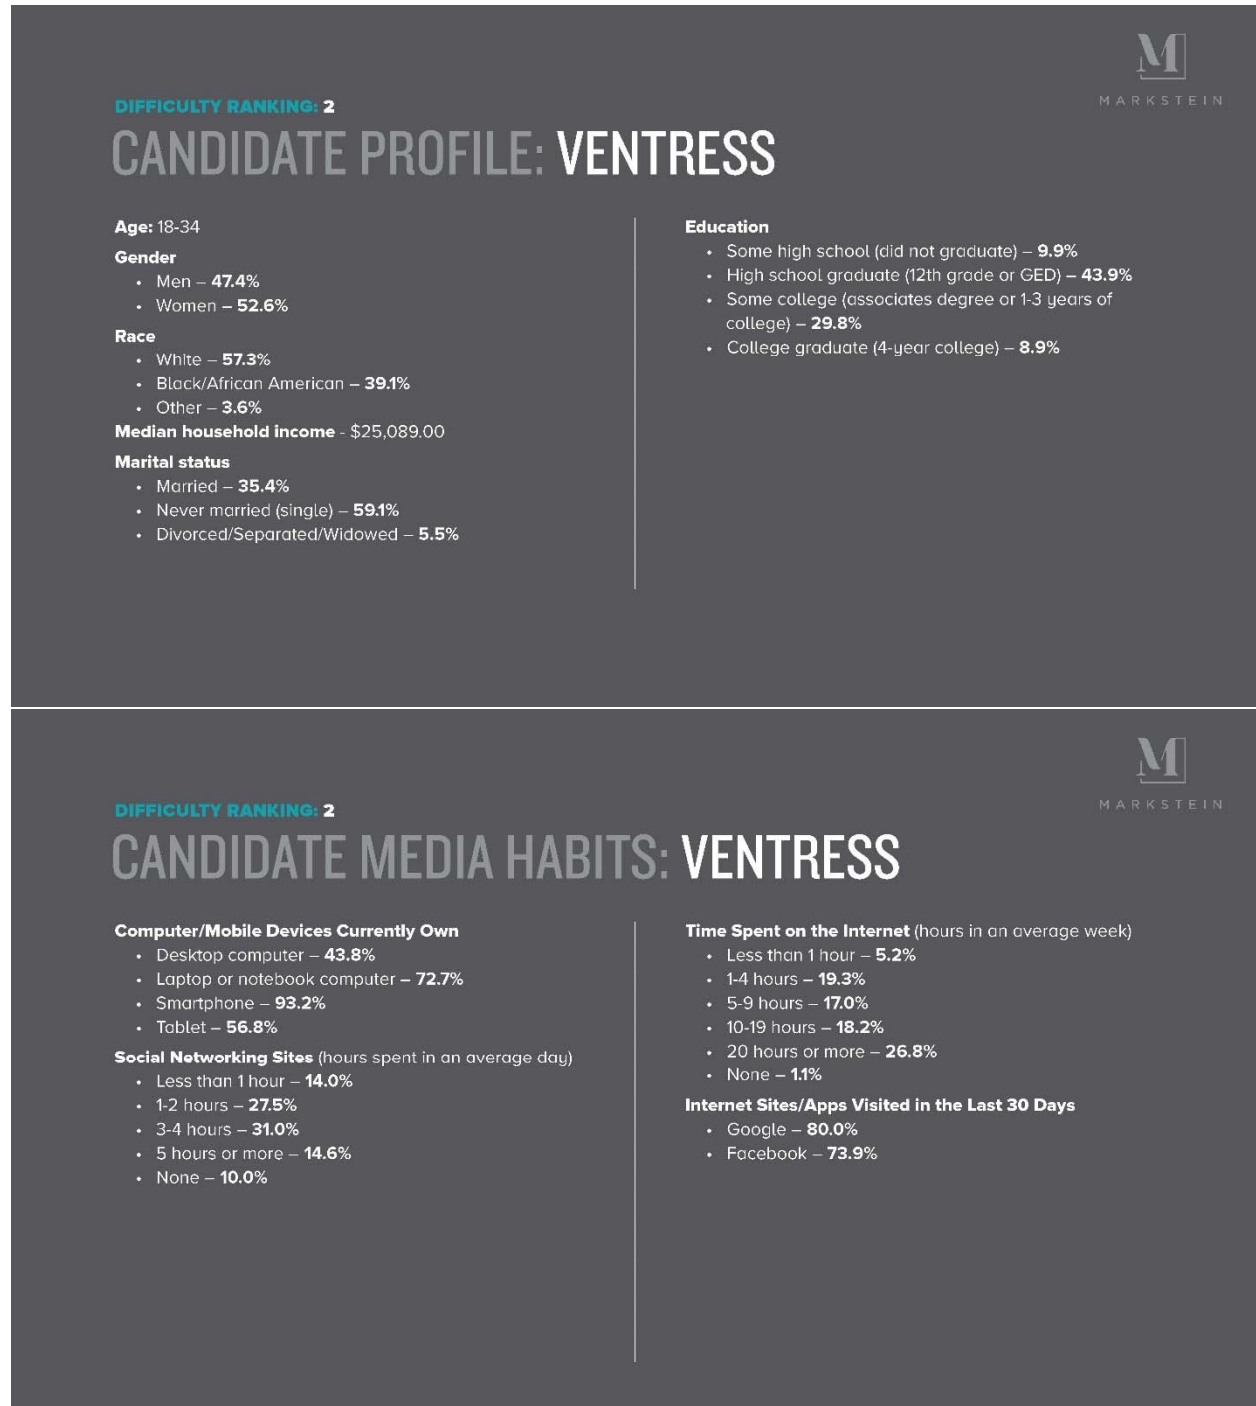 M
MARKSTEIN
DIFFICULTY RANKING: 2
CANDIDATE PROFILE: VENTRESS
Age: 18-34
Gender
• Men – 47.4%
• Women – 52.6%
Race
• White – 57.3%
• Black/African American – 39.1%
• Other – 3.6%
Median household income - $25,089.00
Marital status
• Married – 35.4%
• Never married (single) – 59.1%
• Divorced/Separated/Widowed – 5.5%
Education
• Some high school (did not graduate) – 9.9%
• High school graduate (12th grade or GED) – 43.9%
• Some college (associates degree or 1-3 years of
college) – 29.8%
• College graduate (4-year college) – 8.9%
M
MARKSTEIN
DIFFICULTY RANKING: 2
CANDIDATE MEDIA HABITS: VENTRESS
Computer/Mobile Devices Currently Own
• Desktop computer – 43.8%
• Laptop or notebook computer – 72.7%
• Smartphone – 93.2%
• Tablet – 56.8%
Social Networking Sites (hours spent in an average day)
• Less than 1 hour – 14.0%
• 1-2 hours – 27.5%
• 3-4 hours – 31.0%
• 5 hours or more – 14.6%
• None – 10.0%
Time Spent on the Internet (hours in an average week)
• Less than 1 hour – 5.2%
• 1-4 hours – 19.3%
• 5-9 hours – 17.0%
• 10-19 hours – 18.2%
• 20 hours or more – 26.8%
• None – 1.1%
Internet Sites/Apps Visited in the Last 30 Days
• Google – 80.0%
• Facebook – 73.9%